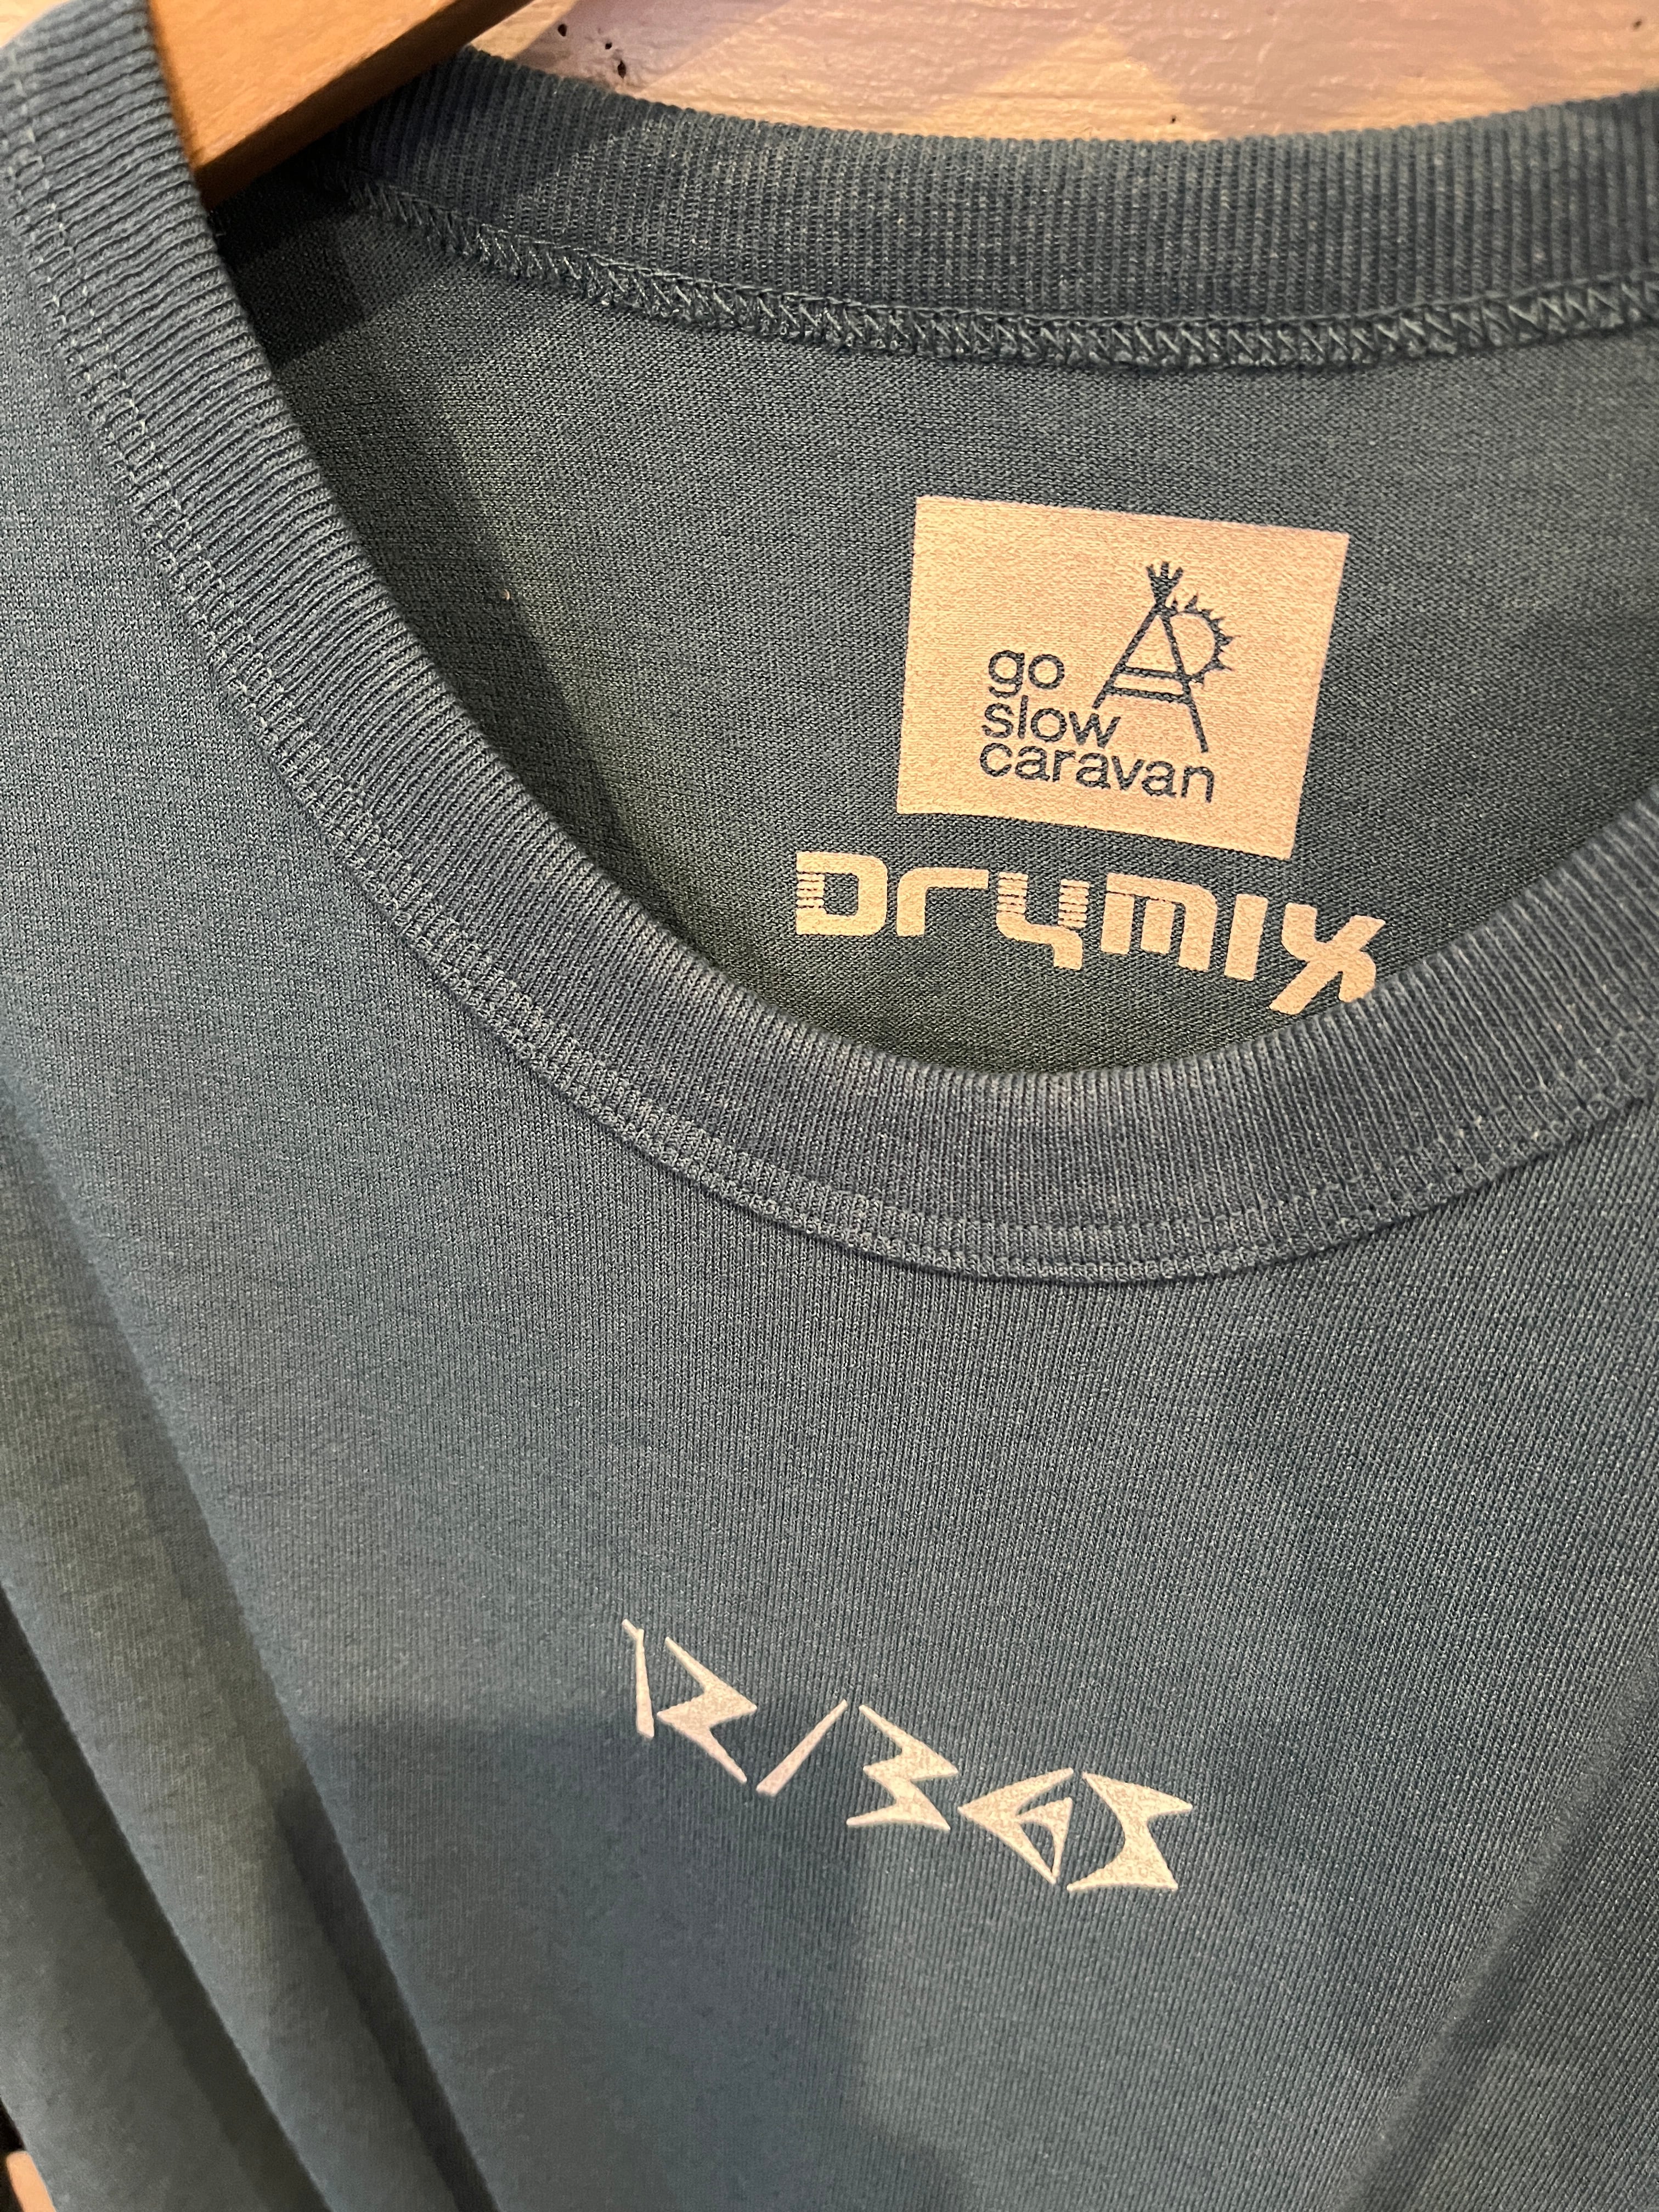 go
slow
caravan
DRYMIX
12/365